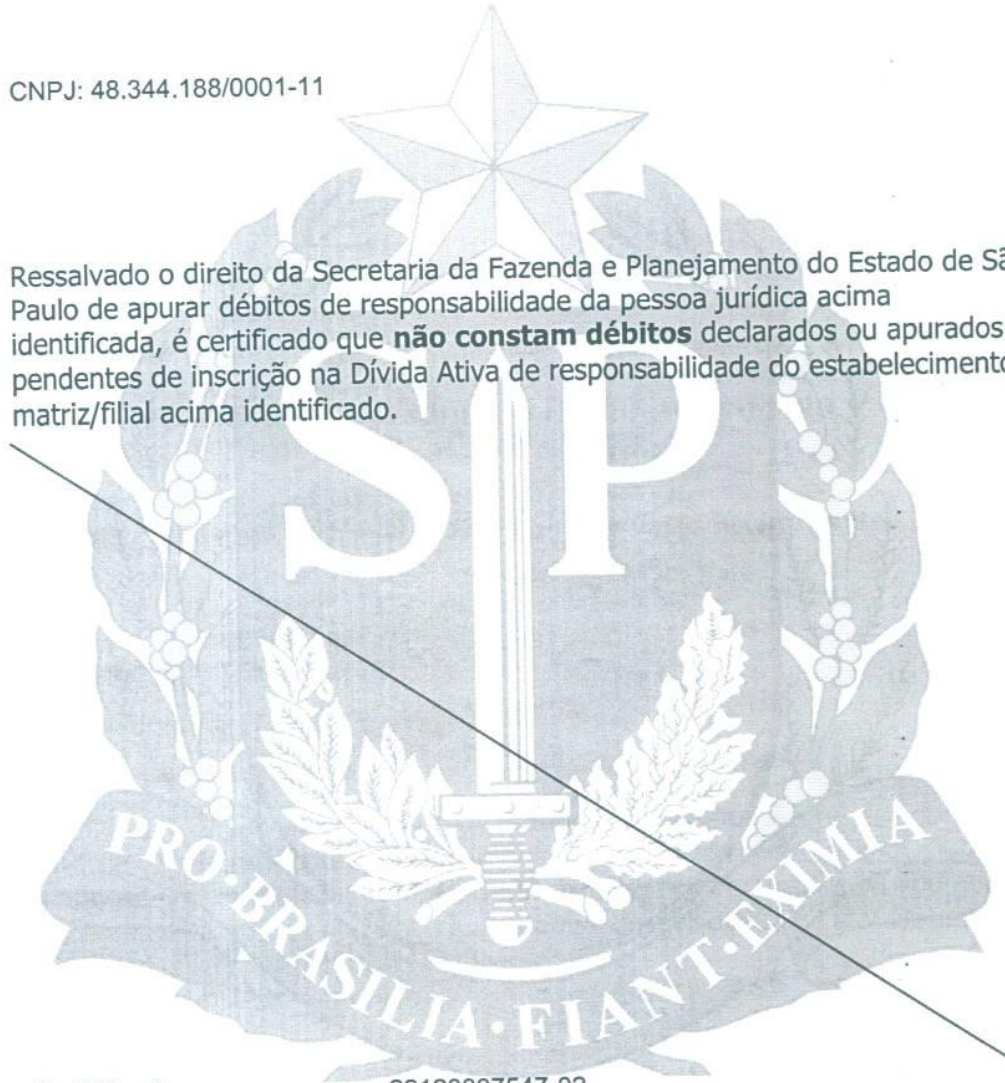 CNPJ: 48.344.188/0001-11
Ressalvado o direito da Secretaria da Fazenda e Planejamento do Estado de Sã
Paulo de apurar débitos de responsabilidade da pessoa jurídica acima
identificada, é certificado que não constam débitos declarados ou apurados
pendentes de inscrição na Dívida Ativa de responsabilidade do estabelecimento
matriz/filial acima identificado.
SP
PRO·BRASILIA·FIANT·EXIMIA